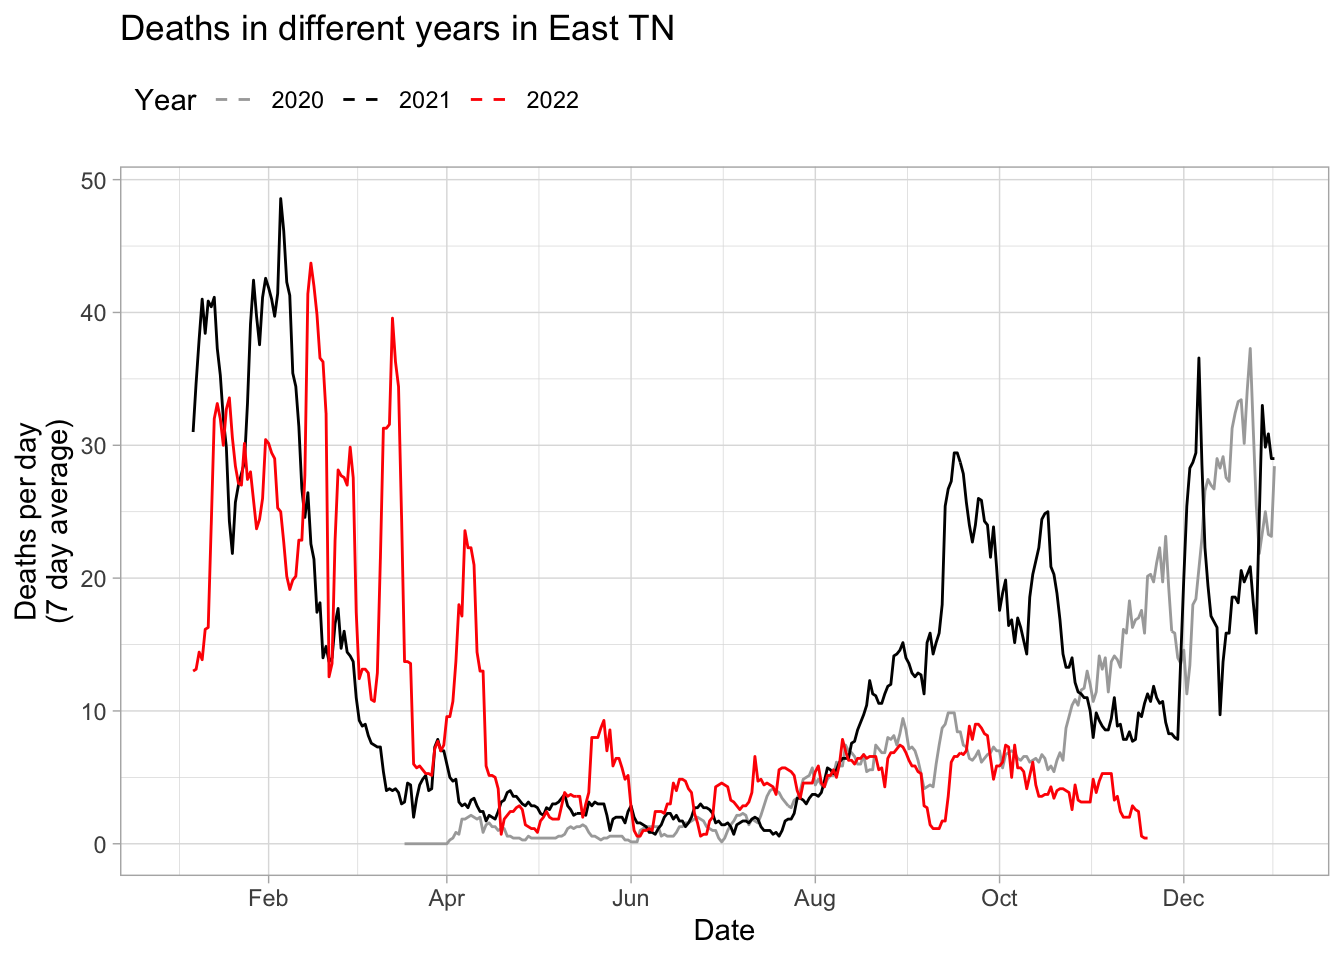 Deaths in different years in East TN
Year 2020 2021 2022
Deaths per day
(7 day average)
50
40
30
20
10
0
Feb Apr Jun Aug Oct Dec
Date